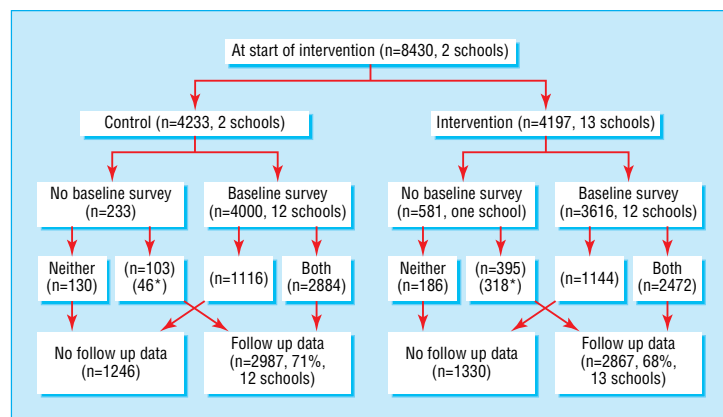 At start of intervention (n=8430, 2 schools)
Control (n=4233, 2 schools)
Intervention (n=4197, 13 schools)
No baseline survey
(n=233)
Baseline survey
(n=4000, 12 schools)
No baseline survey
(n=581, one school)
Baseline survey
(n=3616, 12 schools)
Neither
(n=130)
(n=103)
(46*)
(n=1116)
Both
(n=2884)
Neither
(n=186)
(n=395)
(318*)
(n=1144)
Both
(n=2472)
No follow up data
(n=1246)
Follow up data
(n=2987, 71%,
12 schools)
No follow up data
(n=1330)
Follow up data
(n=2867, 68%,
13 schools)